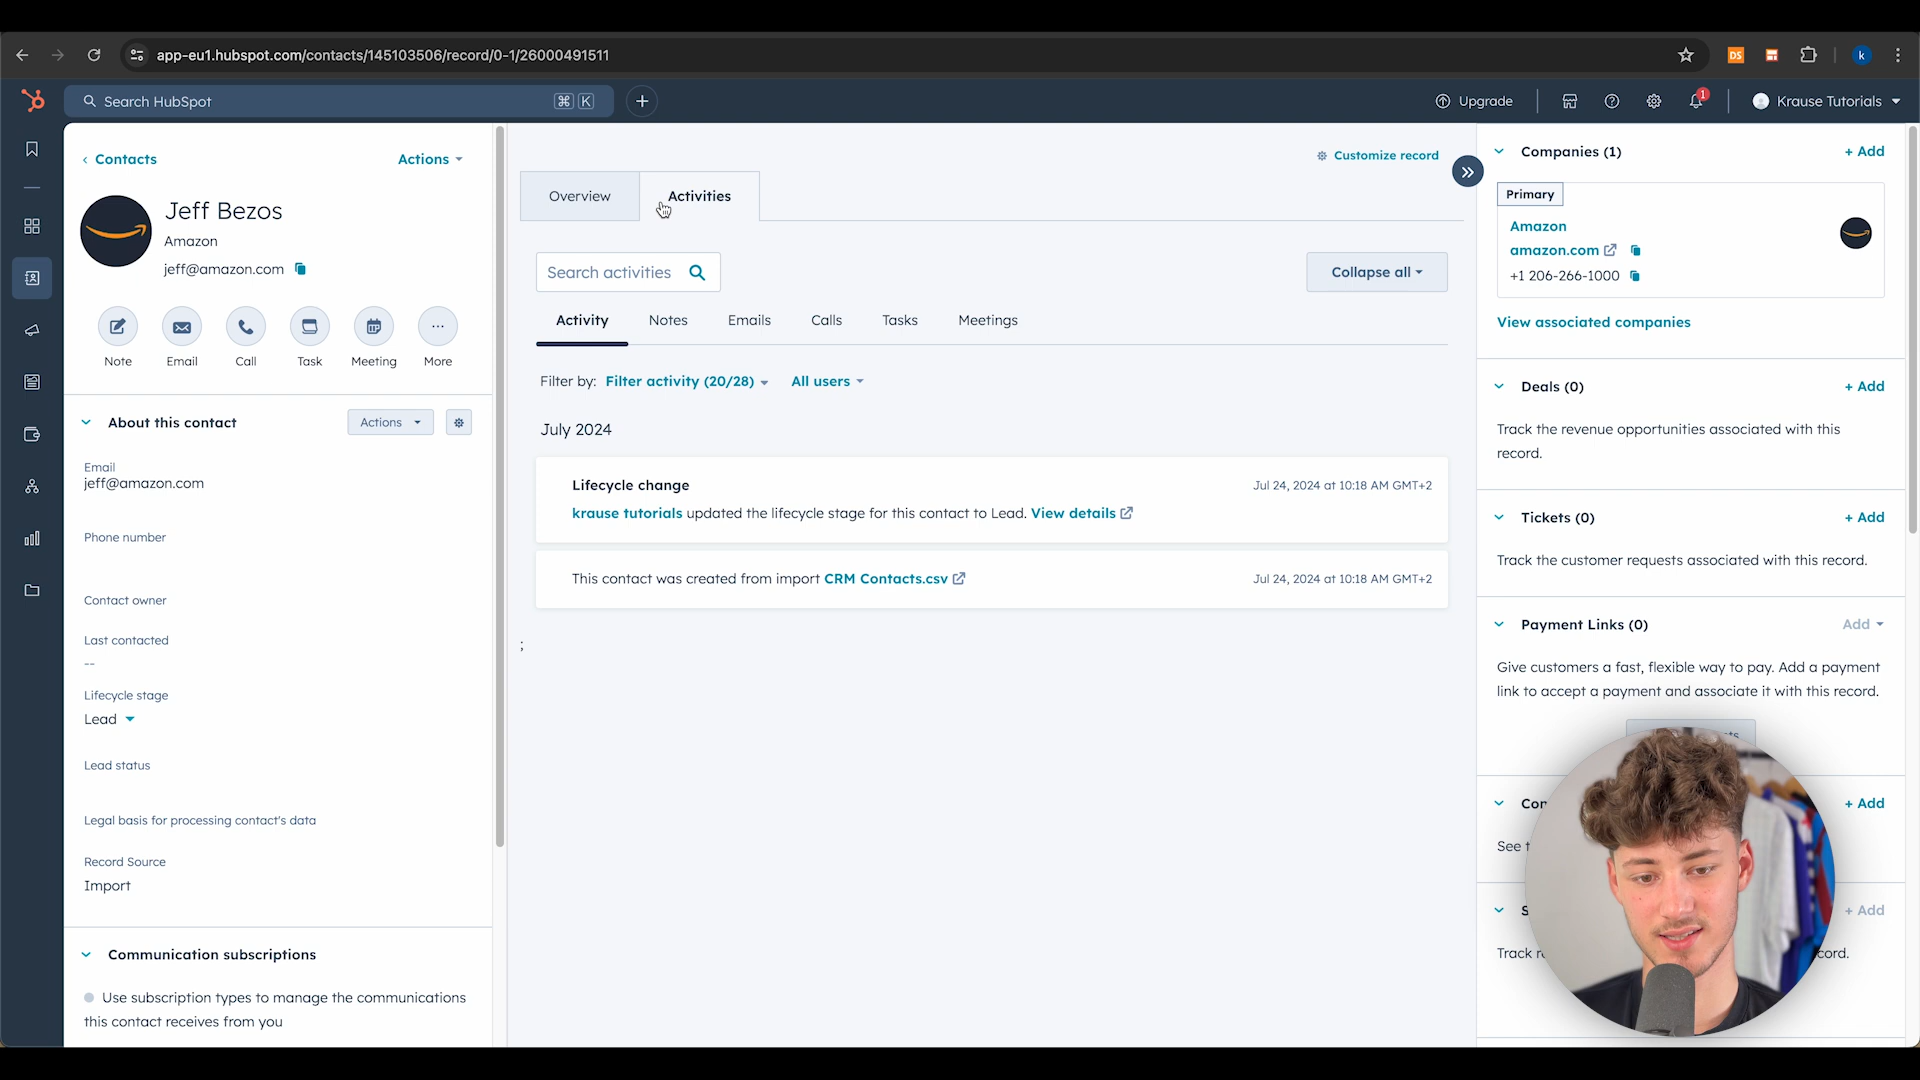 app-eu1.hubspot.com/contacts/145103506/record/0-1/26000491511
DS
k
Search HubSpot
⌘ K
Upgrade
1
Krause Tutorials
Contacts
Actions
Jeff Bezos
Amazon
jeff@amazon.com
Note
Email
Call
Task
Meeting
More
About this contact
Actions
Email
jeff@amazon.com
Phone number
Contact owner
Last contacted
--
Lifecycle stage
Lead
Lead status
Legal basis for processing contact's data
Record Source
Import
Communication subscriptions
Use subscription types to manage the communications
this contact receives from you
Customize record
Overview
Activities
Search activities
Collapse all
Activity
Notes
Emails
Calls
Tasks
Meetings
Filter by: Filter activity (20/28)
All users
July 2024
Lifecycle change
Jul 24, 2024 at 10:18 AM GMT+2
krause tutorials updated the lifecycle stage for this contact to Lead. View details
This contact was created from import CRM Contacts.csv
Jul 24, 2024 at 10:18 AM GMT+2
;
Companies (1)
+ Add
Primary
Amazon
amazon.com
+1 206-266-1000
View associated companies
Deals (0)
+ Add
Track the revenue opportunities associated with this
record.
Tickets (0)
+ Add
Track the customer requests associated with this record.
Payment Links (0)
Add
Give customers a fast, flexible way to pay. Add a payment
link to accept a payment and associate it with this record.
+ Add
See
+ Add
Track